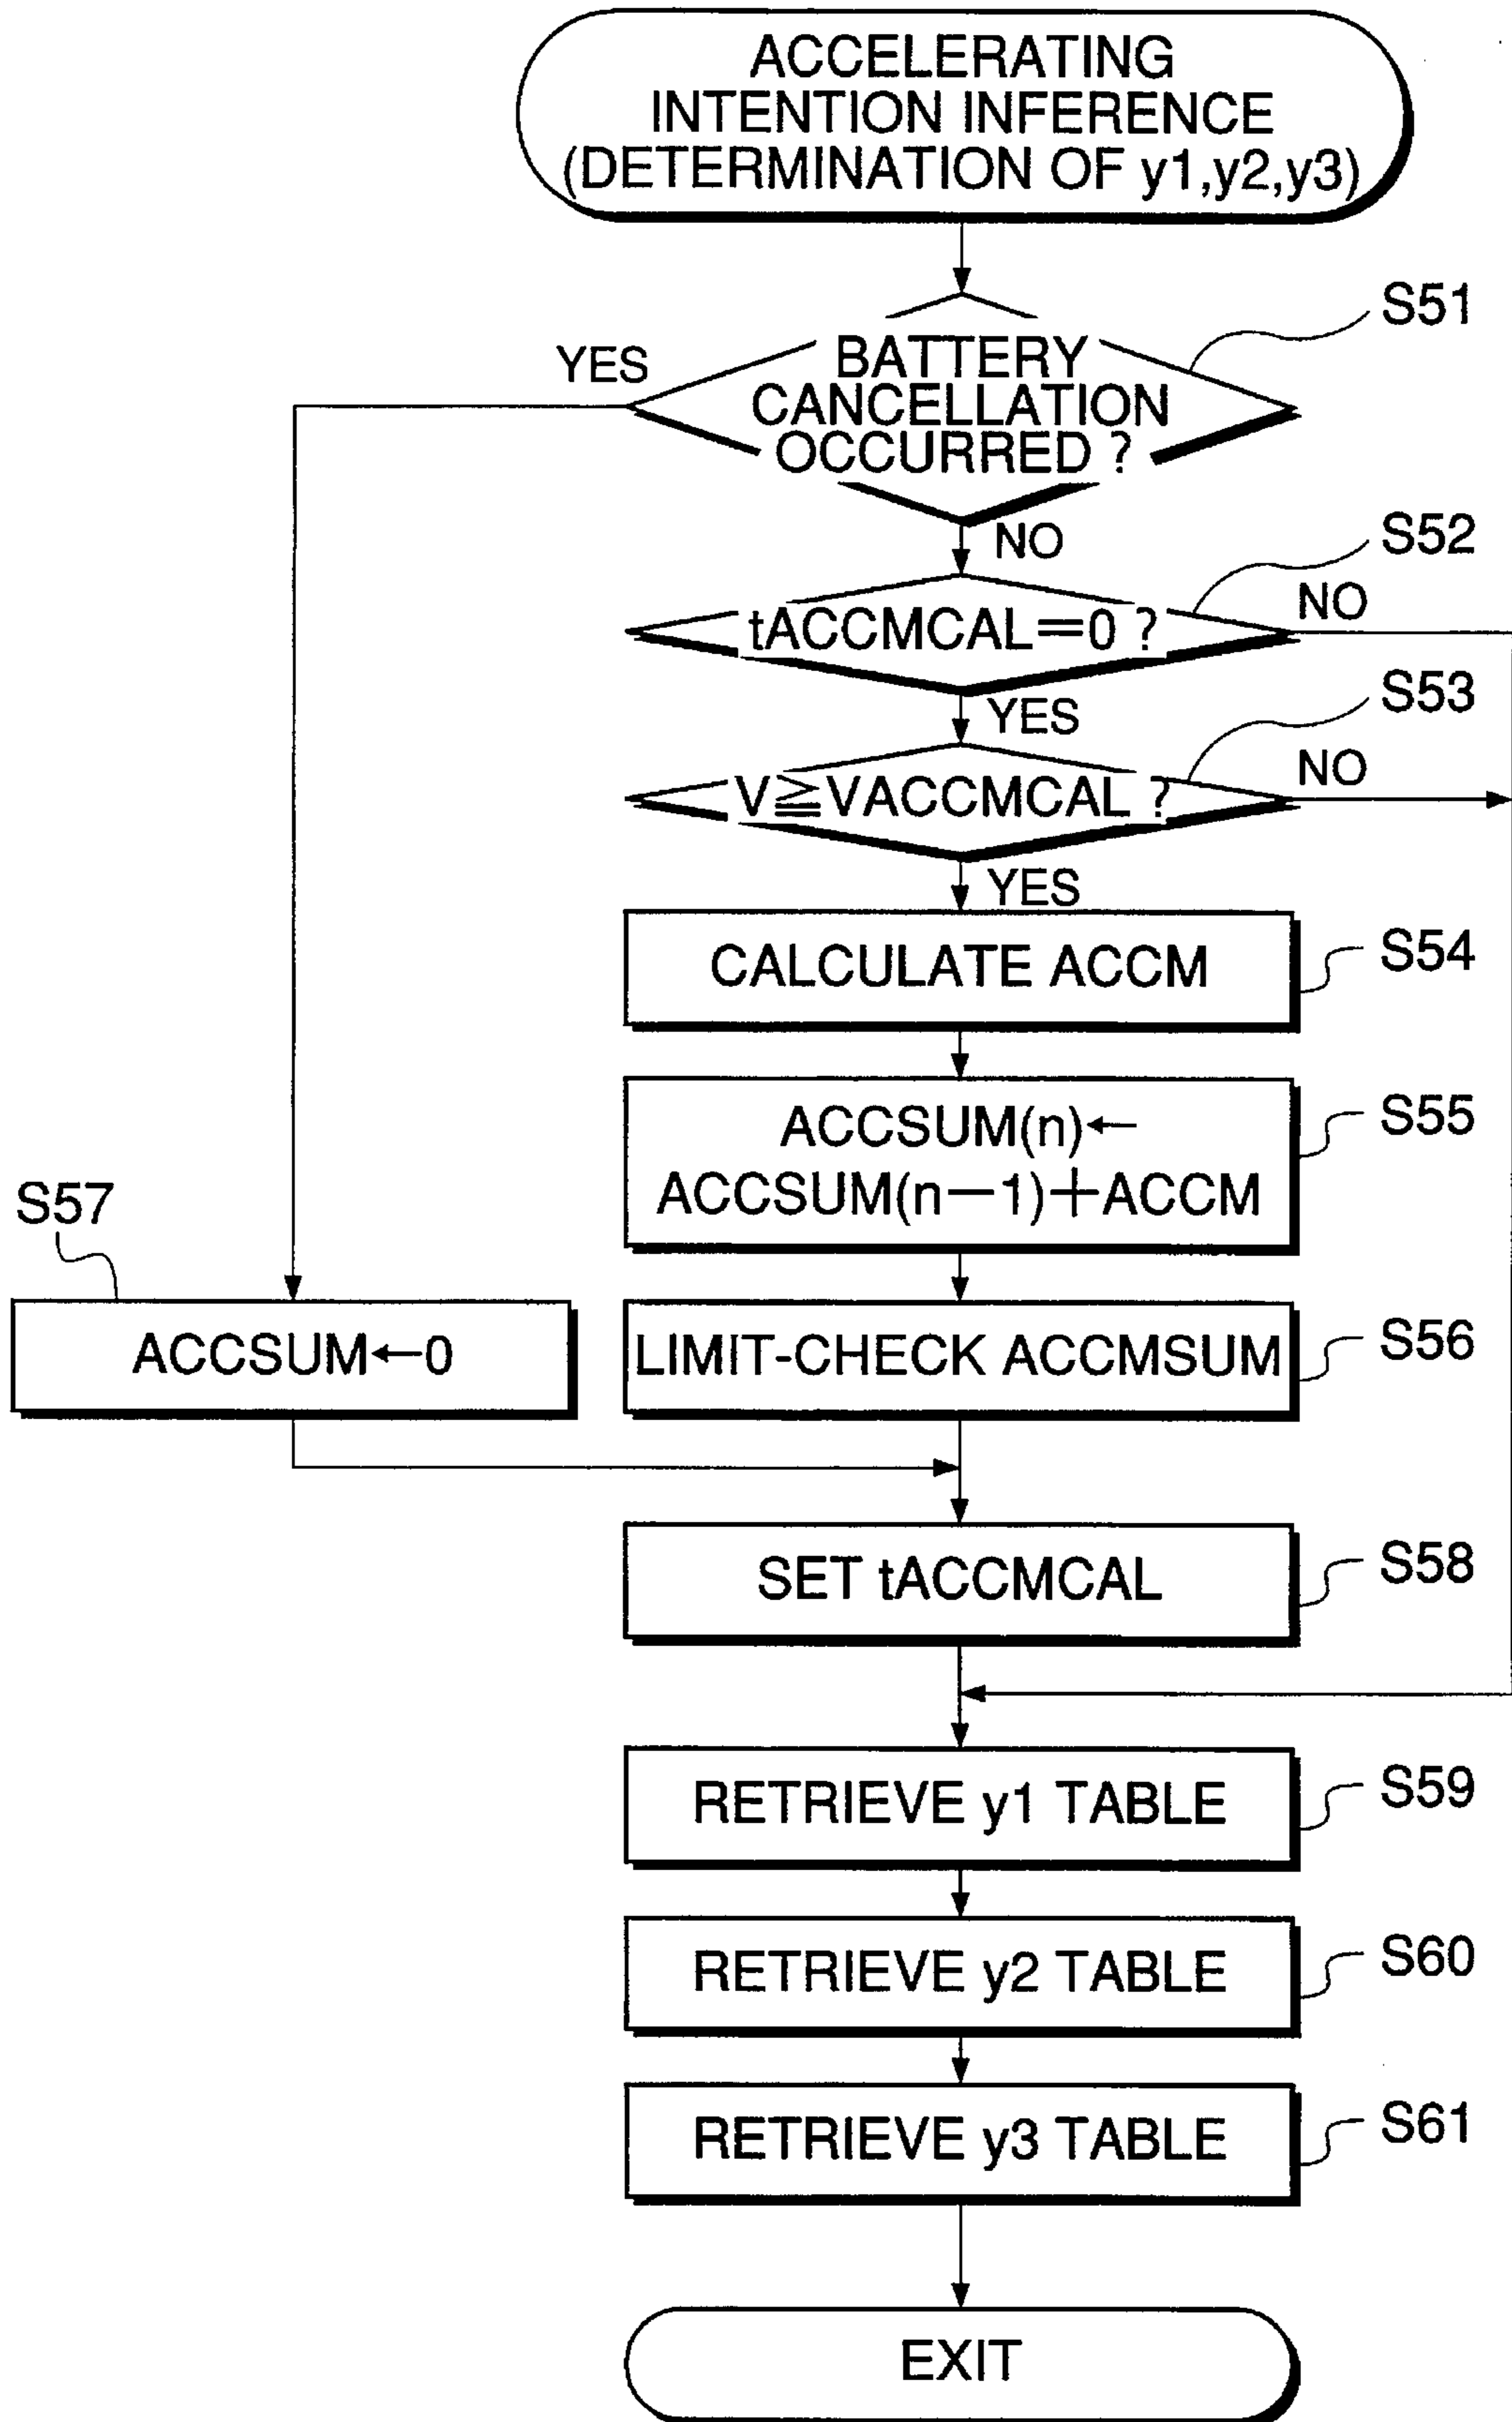 ACCELERATING
INTENTION INFERENCE
(DETERMINATION OF y1,y2,y3)
S51
YES
BATTERY
CANCELLATION
OCCURRED ?
NO
S52
tACCMCAL=0 ?
NO
YES
S53
V≧VACCMCAL ?
NO
YES
CALCULATE ACCM
S54
ACCSUM(n)←
ACCSUM(n−1)+ACCM
S55
S57
ACCSUM←0
LIMIT-CHECK ACCMSUM
S56
SET tACCMCAL
S58
RETRIEVE y1 TABLE
S59
RETRIEVE y2 TABLE
S60
RETRIEVE y3 TABLE
S61
EXIT